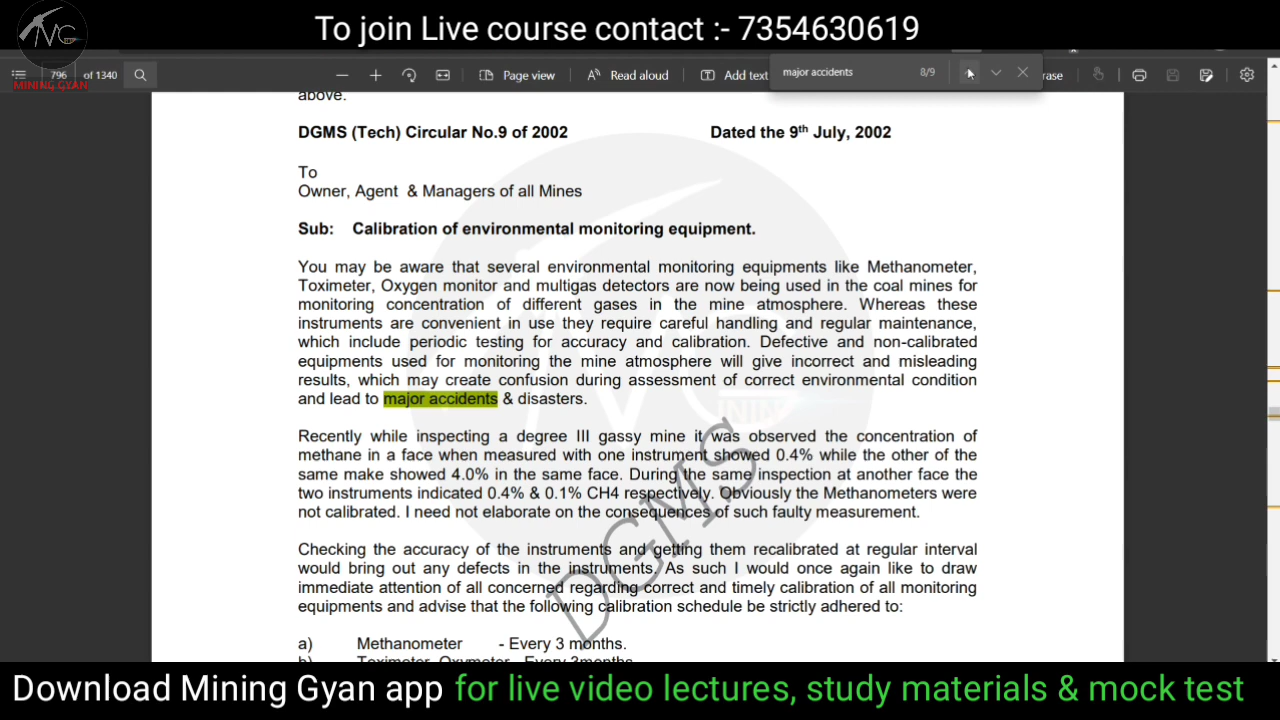 To join Live course contact :- 7354630619
MINING GYAN
796 of 1340
Page view
Read aloud
Add text
major accidents 8/9
rase
above.
DGMS (Tech) Circular No.9 of 2002 Dated the 9th July, 2002
To
Owner, Agent & Managers of all Mines
Sub: Calibration of environmental monitoring equipment.
You may be aware that several environmental monitoring equipments like Methanometer,
Toximeter, Oxygen monitor and multigas detectors are now being used in the coal mines for
monitoring concentration of different gases in the mine atmosphere. Whereas these
instruments are convenient in use they require careful handling and regular maintenance,
which include periodic testing for accuracy and calibration. Defective and non-calibrated
equipments used for monitoring the mine atmosphere will give incorrect and misleading
results, which may create confusion during assessment of correct environmental condition
and lead to major accidents & disasters.
Recently while inspecting a degree III gassy mine it was observed the concentration of
methane in a face when measured with one instrument showed 0.4% while the other of the
same make showed 4.0% in the same face. During the same inspection at another face the
two instruments indicated 0.4% & 0.1% CH4 respectively. Obviously the Methanometers were
not calibrated. I need not elaborate on the consequences of such faulty measurement.
Checking the accuracy of the instruments and getting them recalibrated at regular interval
would bring out any defects in the instruments. As such I would once again like to draw
immediate attention of all concerned regarding correct and timely calibration of all monitoring
equipments and advise that the following calibration schedule be strictly adhered to:
a) Methanometer - Every 3 months.
b) Toximeter, Oxymeter - Every 3months
DGMS
Download Mining Gyan app for live video lectures, study materials & mock test